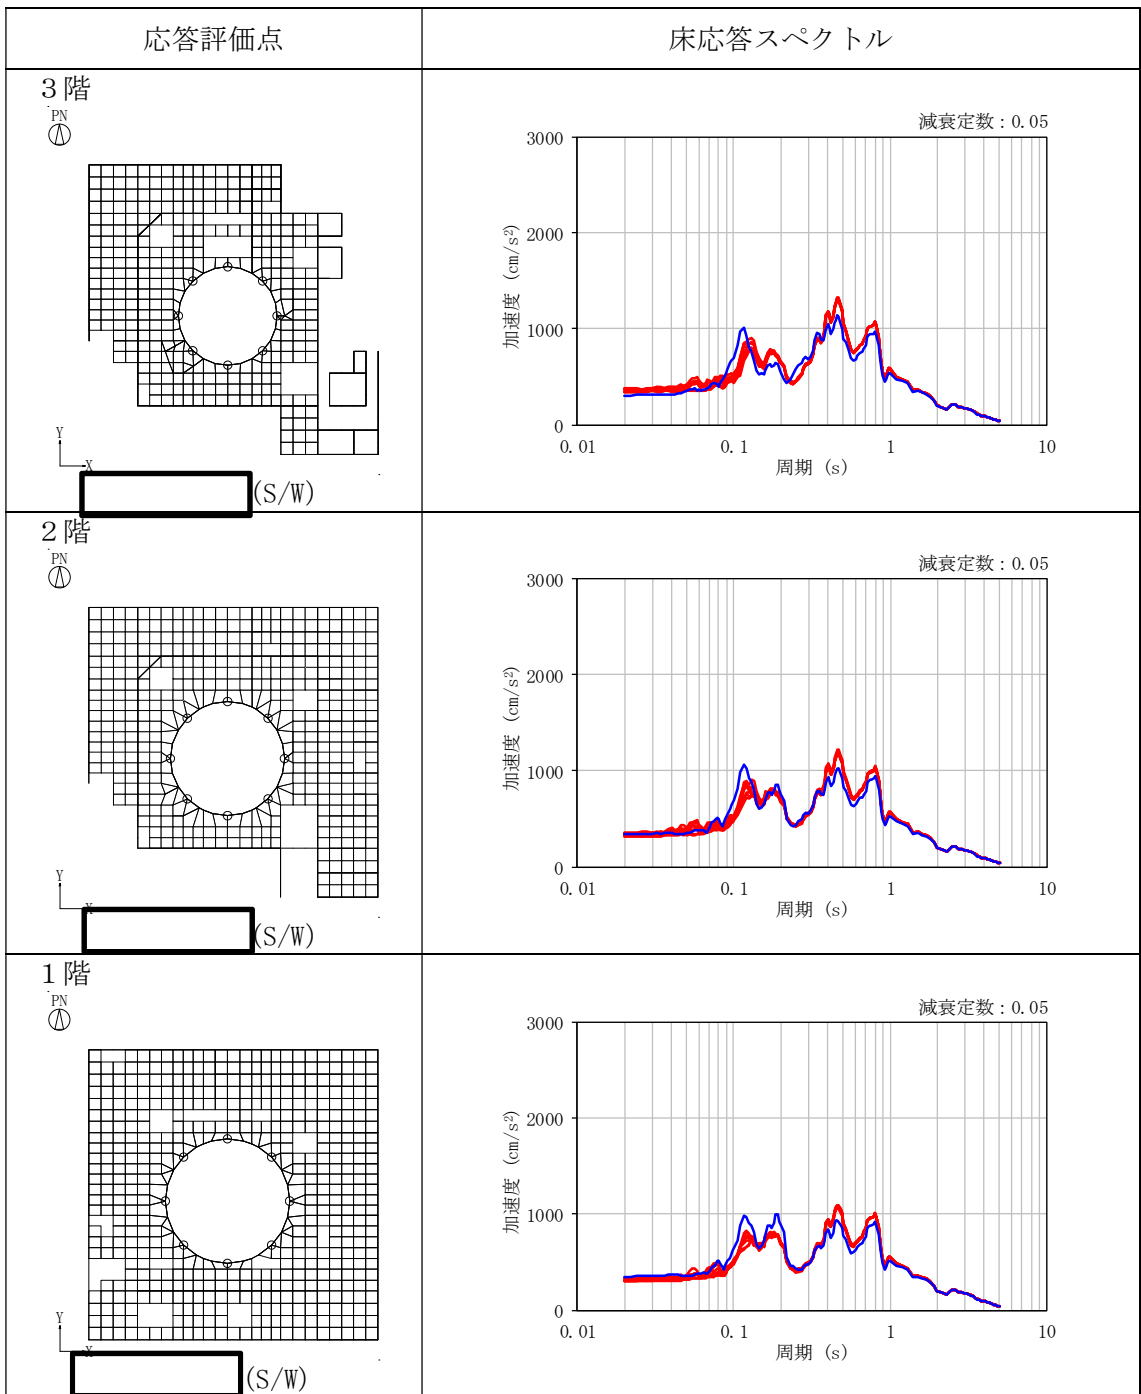 応答評価点
床応答スペクトル
3階
PN
Y
X
(S/W)
減衰定数：0.05
3000
2000
1000
0
加速度 (cm/s²)
0.01
0.1
1
10
周期 (s)
2階
PN
Y
X
(S/W)
減衰定数：0.05
3000
2000
1000
0
加速度 (cm/s²)
0.01
0.1
1
10
周期 (s)
1階
PN
Y
X
(S/W)
減衰定数：0.05
3000
2000
1000
0
加速度 (cm/s²)
0.01
0.1
1
10
周期 (s)